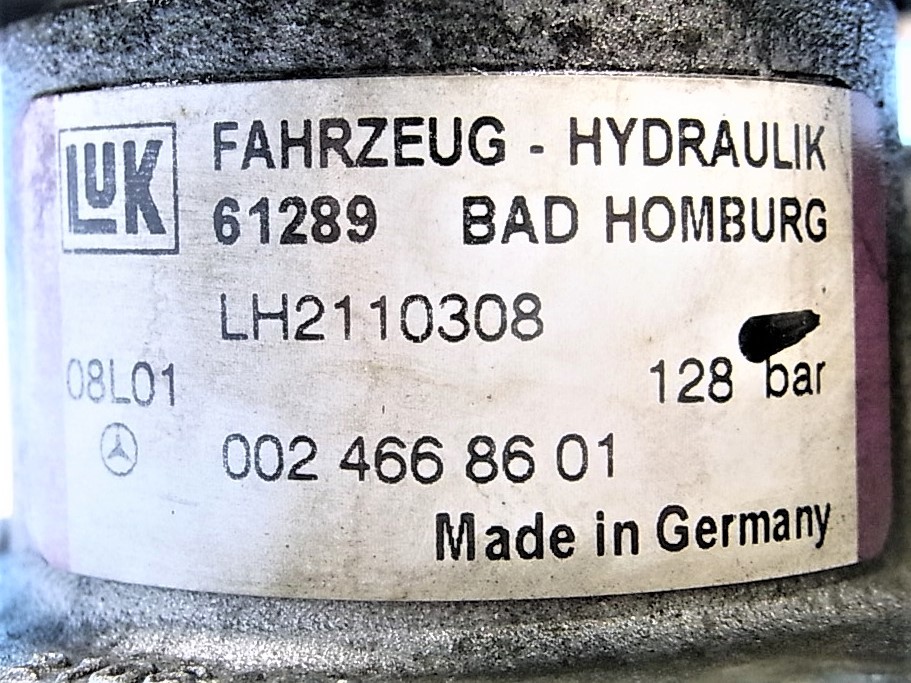 LUK FAHRZEUG - HYDRAULIK
61289 BAD HOMBURG
LH2110308
08L01 128 bar
002 466 86 01
Made in Germany